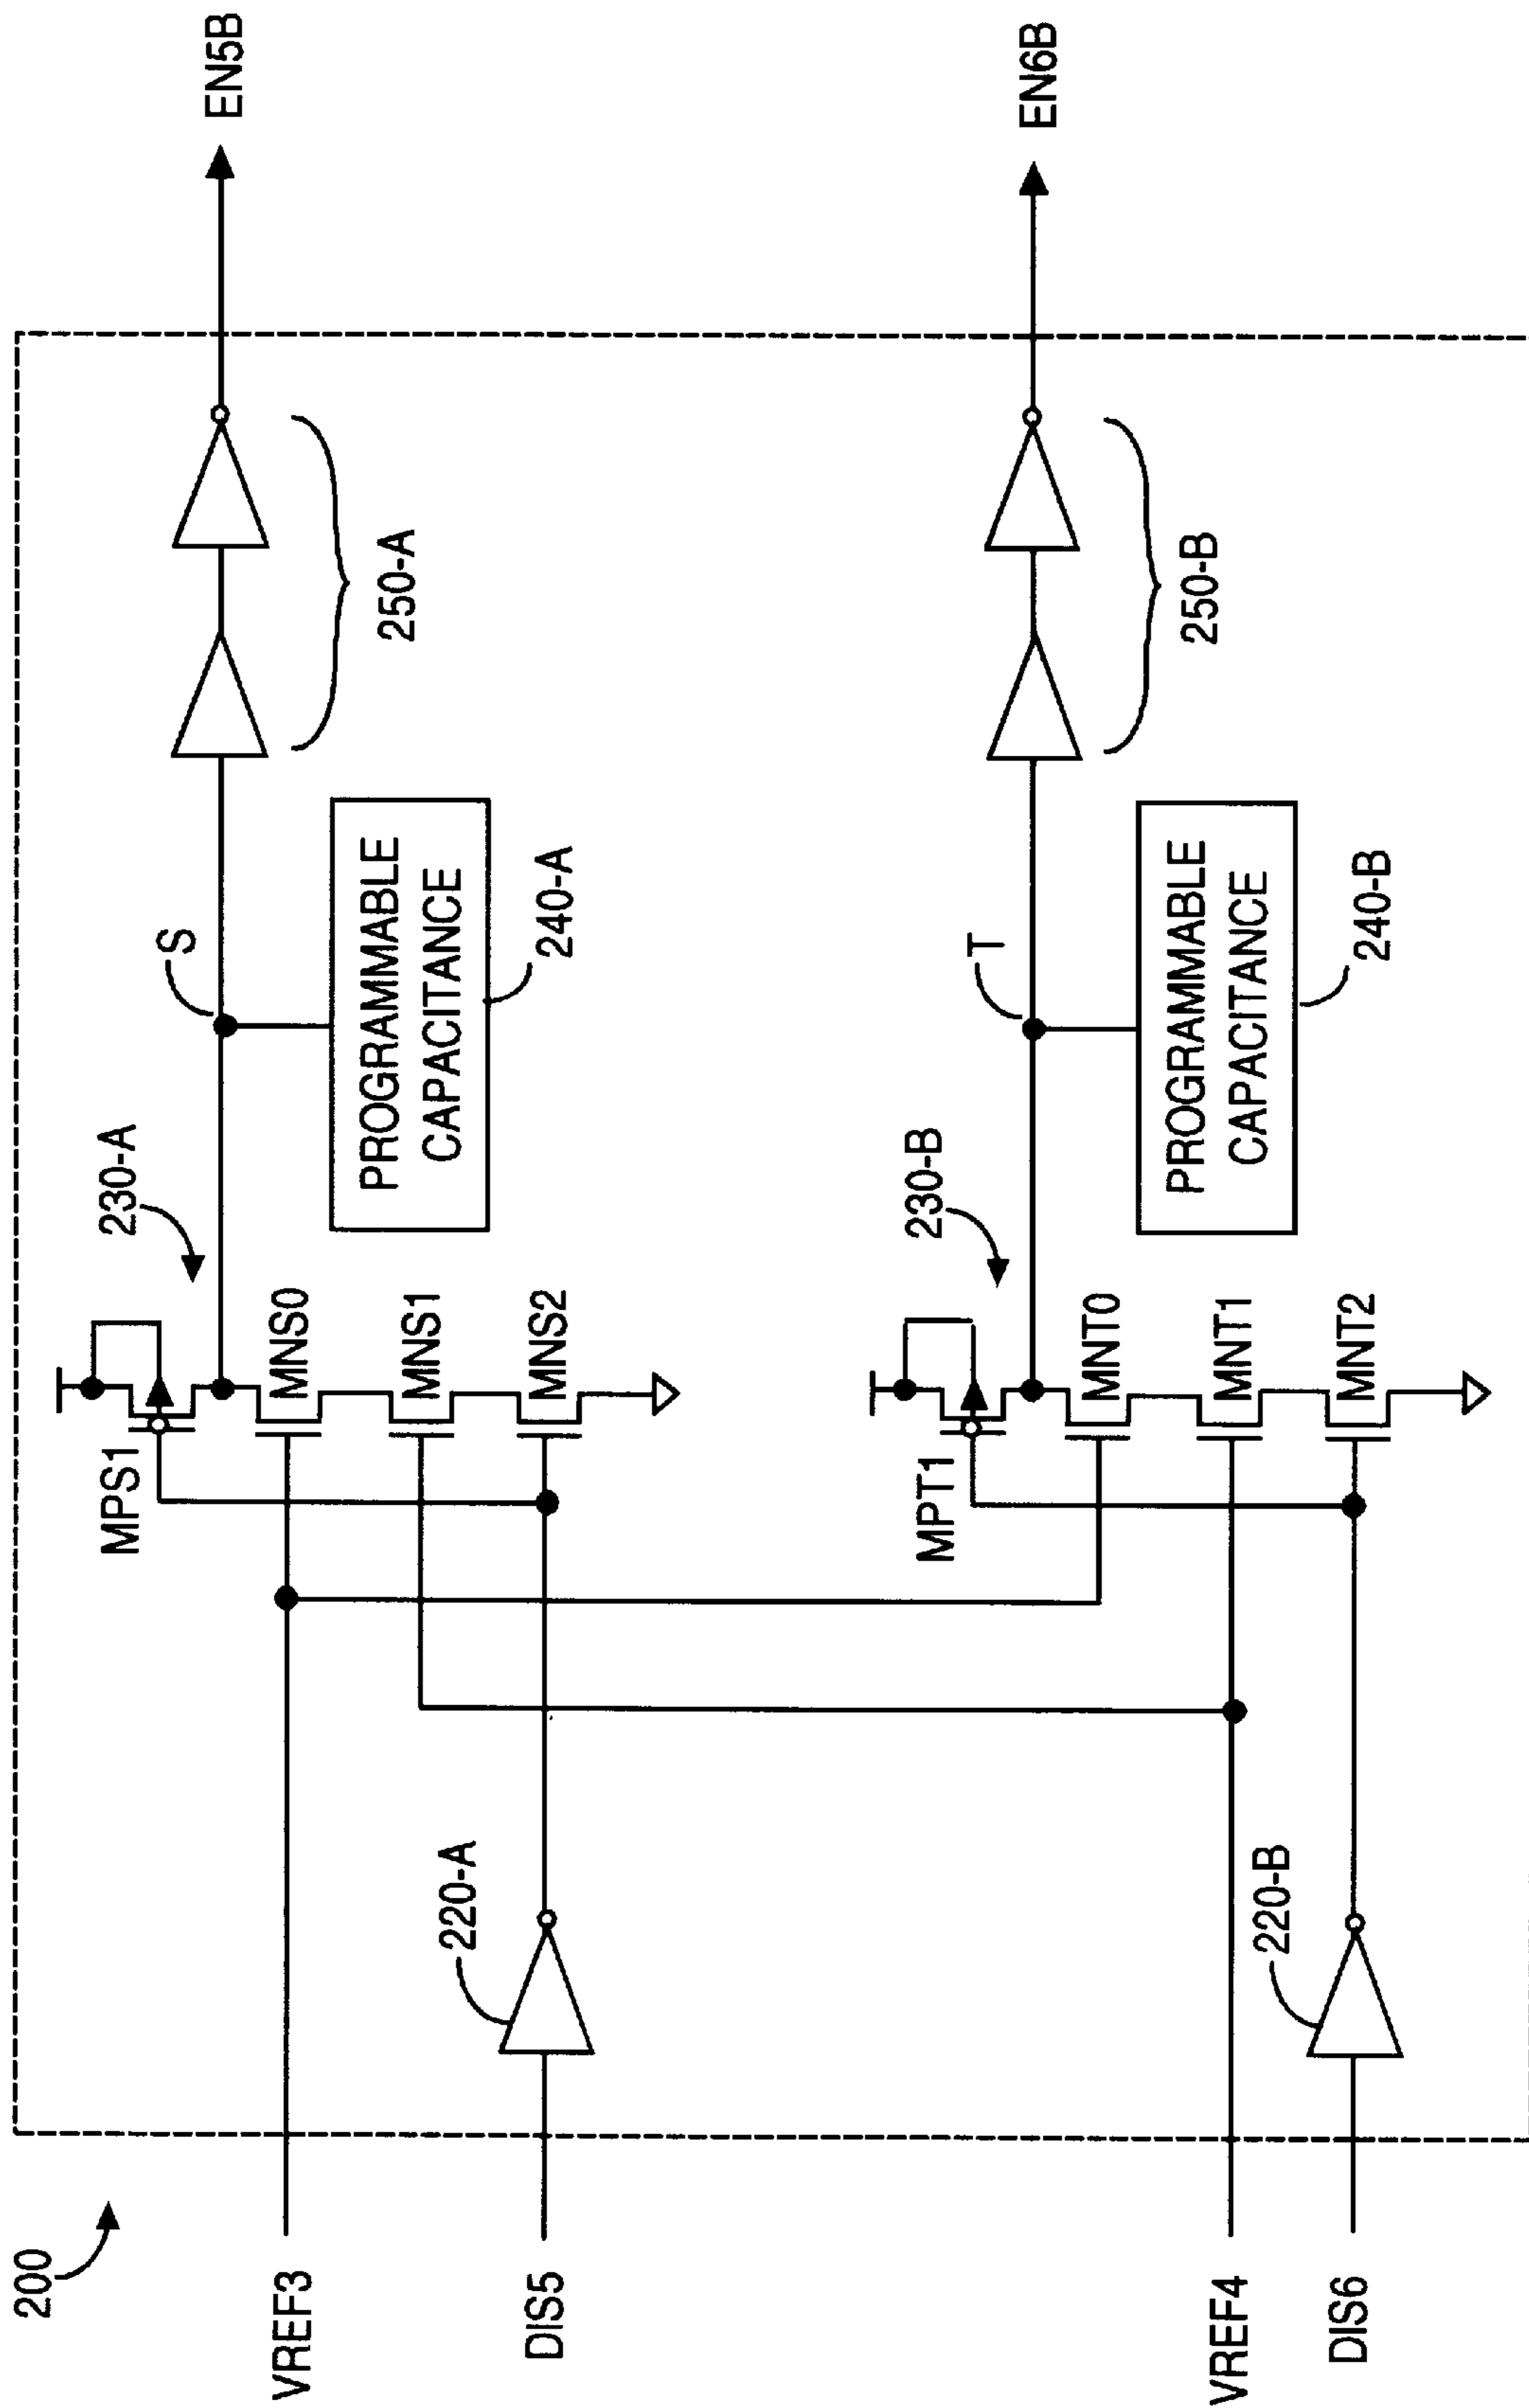 200
VREF3
DIS5
VREF4
DIS6
220-A
220-B
MPS1
MNS0
MNS1
MNS2
MPT1
MNT0
MNT1
MNT2
230-A
230-B
S
PROGRAMMABLE
CAPACITANCE
240-A
T
PROGRAMMABLE
CAPACITANCE
240-B
250-A
250-B
EN5B
EN6B